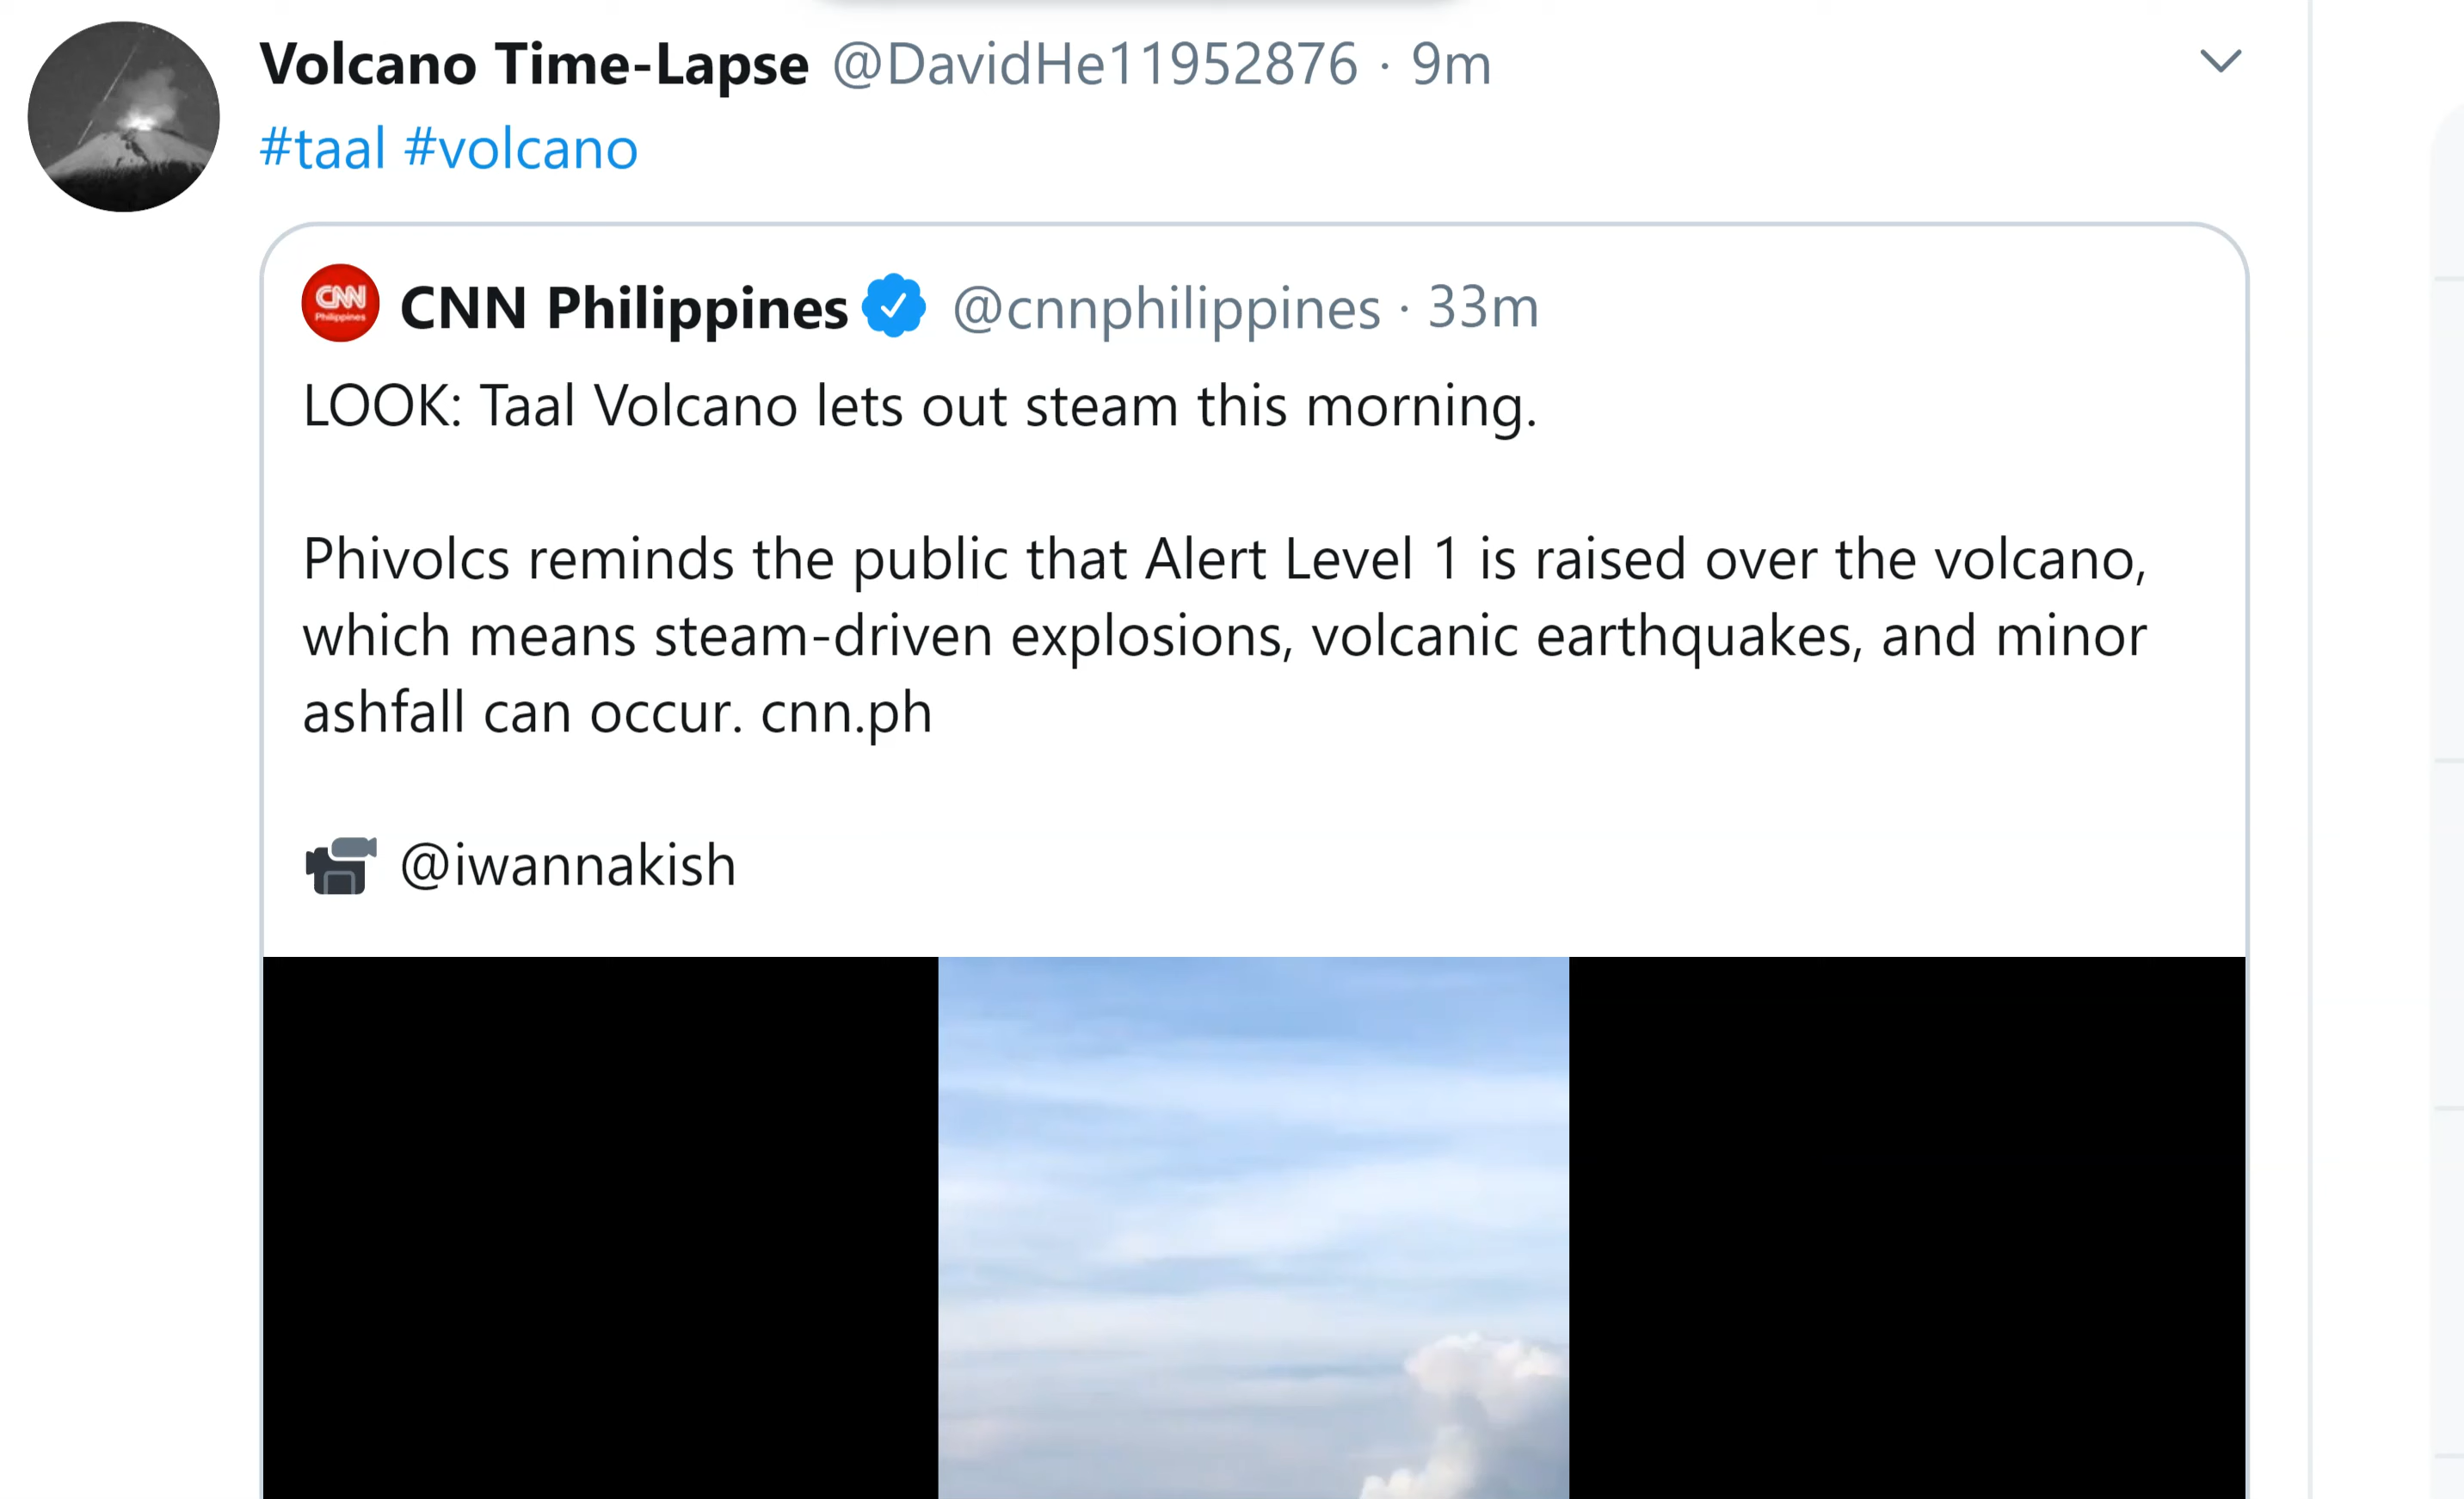 Volcano Time-Lapse @DavidHe11952876 · 9m
#taal #volcano
CNN Philippines
CNN Philippines @cnnphilippines · 33m
LOOK: Taal Volcano lets out steam this morning.
Phivolcs reminds the public that Alert Level 1 is raised over the volcano,
which means steam-driven explosions, volcanic earthquakes, and minor
ashfall can occur. cnn.ph
@iwannakish